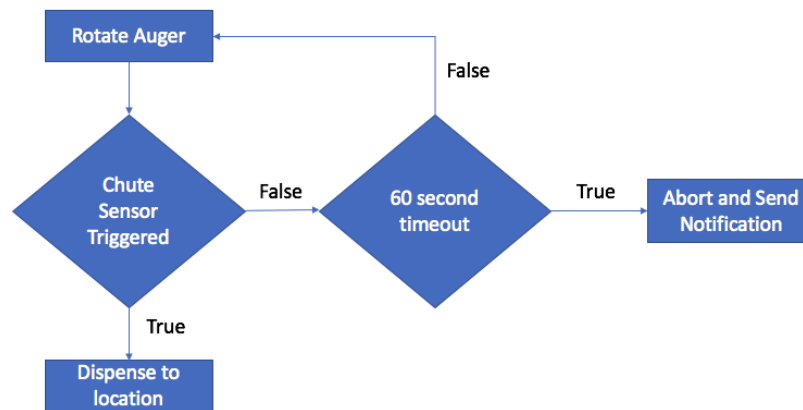 Rotate Auger
False
Chute
Sensor
Triggered
False
60 second
timeout
True
Abort and Send
Notification
True
Dispense to
location